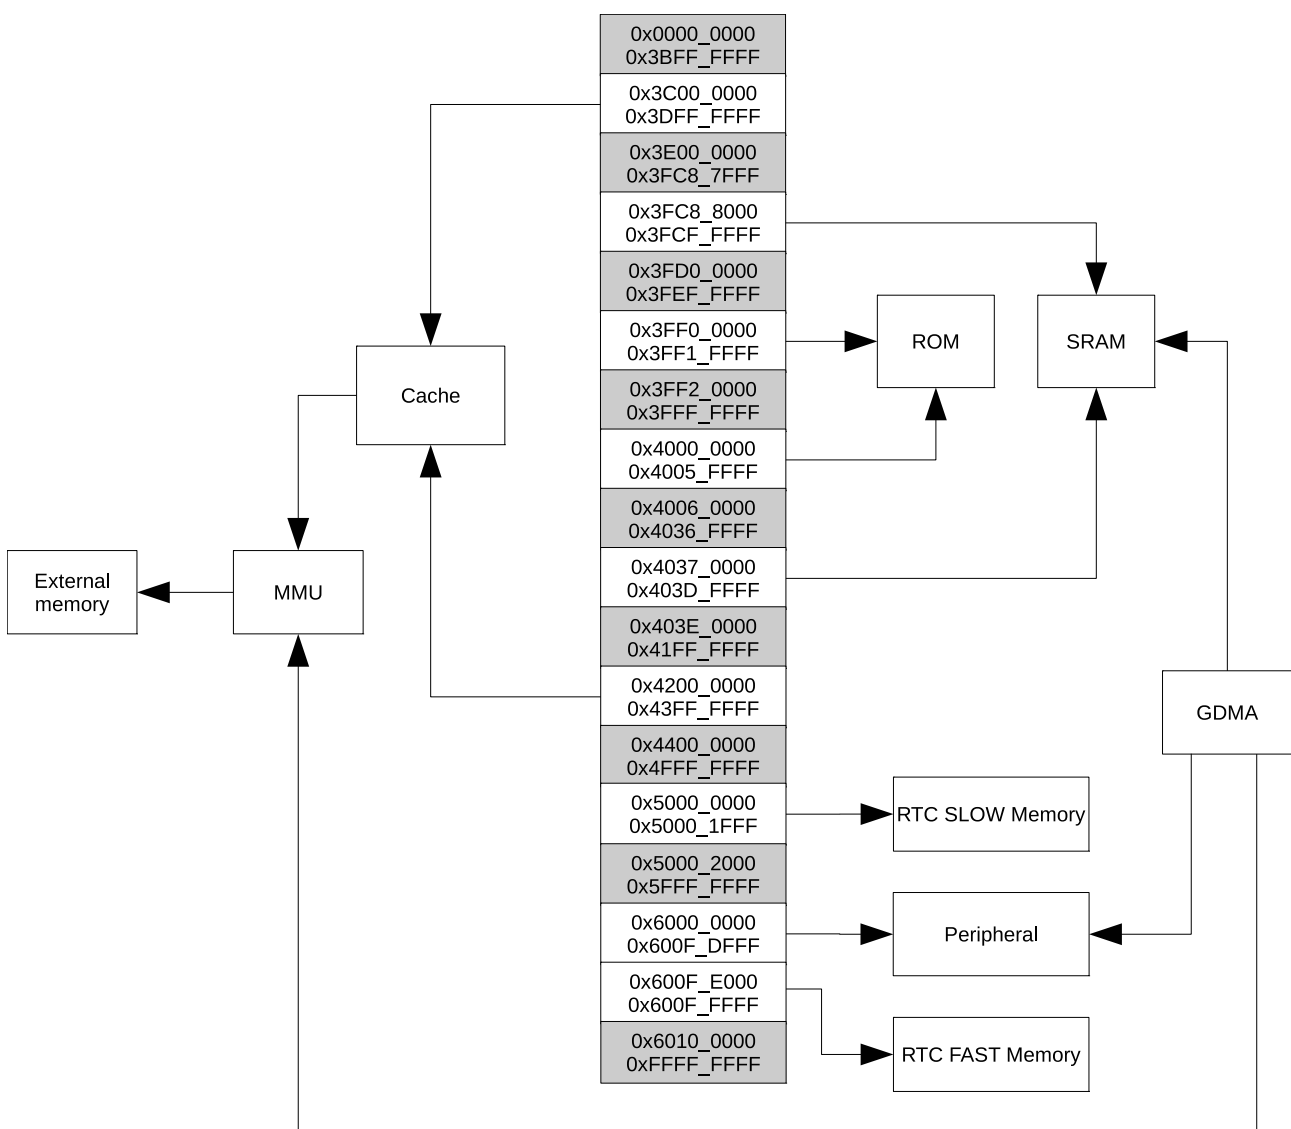 0x0000_0000
0x3BFF_FFFF
0x3C00_0000
0x3DFF_FFFF
0x3E00_0000
0x3FC8_7FFF
0x3FC8_8000
0x3FCF_FFFF
0x3FD0_0000
0x3FEF_FFFF
0x3FF0_0000
0x3FF1_FFFF
0x3FF2_0000
0x3FFF_FFFF
0x4000_0000
0x4005_FFFF
0x4006_0000
0x4036_FFFF
0x4037_0000
0x403D_FFFF
0x403E_0000
0x41FF_FFFF
0x4200_0000
0x43FF_FFFF
0x4400_0000
0x4FFF_FFFF
0x5000_0000
0x5000_1FFF
0x5000_2000
0x5FFF_FFFF
0x6000_0000
0x600F_DFFF
0x600F_E000
0x600F_FFFF
0x6010_0000
0xFFFF_FFFF
Cache
MMU
External
memory
ROM
SRAM
GDMA
RTC SLOW Memory
Peripheral
RTC FAST Memory